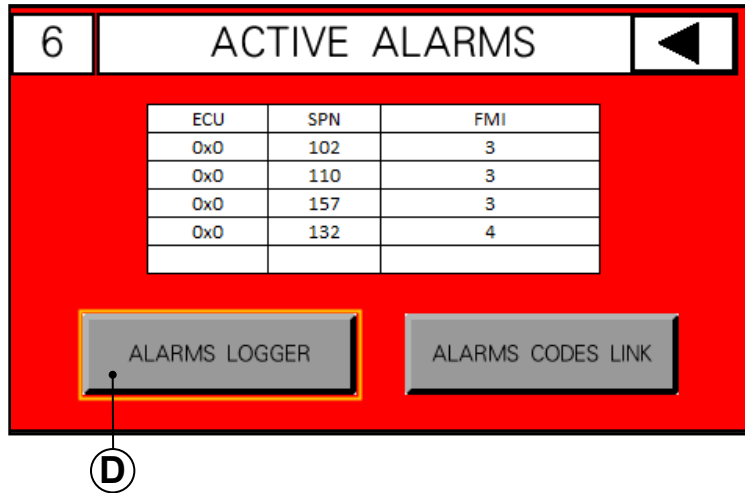 6 ACTIVE ALARMS
ECU SPN FMI
0x0 102 3
0x0 110 3
0x0 157 3
0x0 132 4
ALARMS LOGGER ALARMS CODES LINK
D